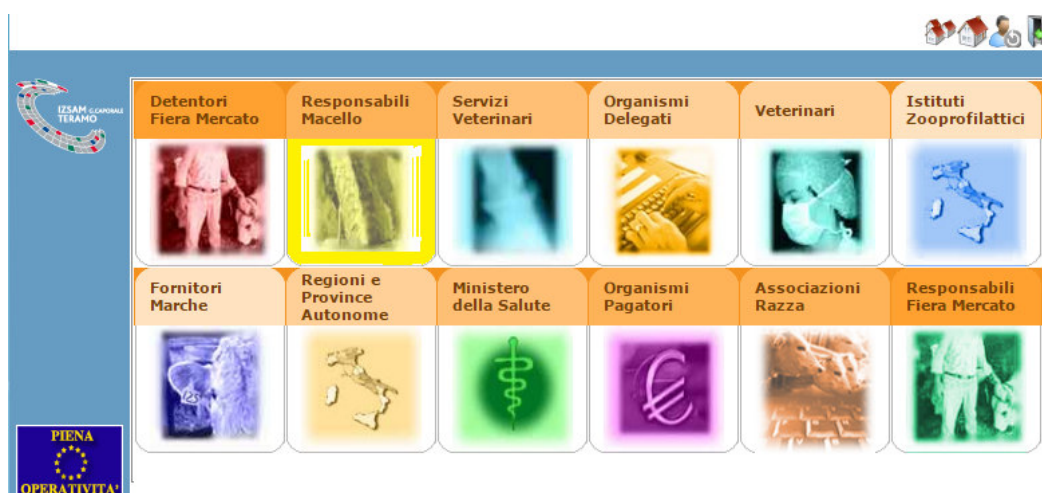 IZSAM G.CAPORALE
TERAMO
Detentori
Fiera Mercato
Responsabili
Macello
Servizi
Veterinari
Organismi
Delegati
Veterinari
Istituti
Zooprofilattici
Fornitori
Marche
Regioni e
Province
Autonome
Ministero
della Salute
Organismi
Pagatori
Associazioni
Razza
Responsabili
Fiera Mercato
PIENA
OPERATIVITA'